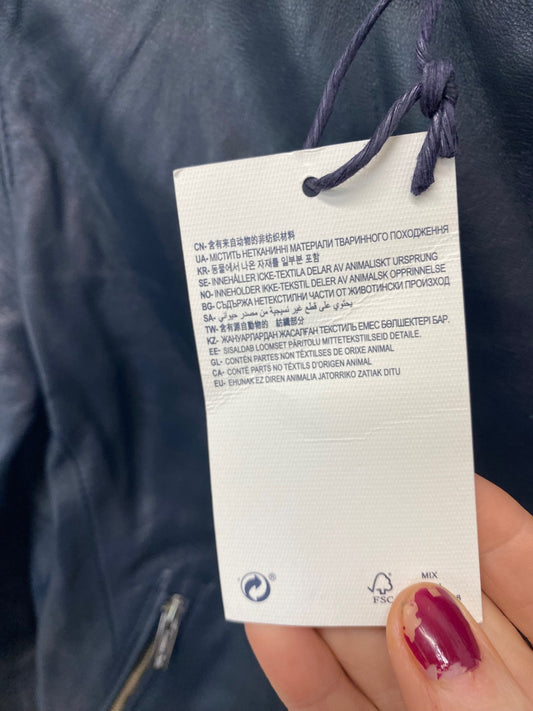 CN- 含有来自动物的非纺织材料
UA- МІСТИТЬ НЕТКАНИННІ МАТЕРІАЛИ ТВАРИННОГО ПОХОДЖЕННЯ
KR- 동물에서 나온 자재를 일부분 포함
SE- INNEHÅLLER ICKE-TEXTILA DELAR AV ANIMALISKT URSPRUNG
NO- INNEHOLDER IKKE-TEKSTIL DELER AV ANIMALSK OPPRINNELSE
BG- СЪДЪРЖА НЕТЕКСТИЛНИ ЧАСТИ ОТ ЖИВОТИНСКИ ПРОИЗХОД
SA- يحتوي على قطع غير نسيجية من مصدر حيواني
TW- 含有源自動物的 紡織部分
KZ- ЖАНУАРЛАРДАН ЖАСАЛҒАН ТЕКСТИЛЬ ЕМЕС БӨЛШЕКТЕРІ БАР.
EE- SISALDAB LOOMSET PÄRITOLU MITTETEKSTIILSEID DETAILE.
GL- CONTÉN PARTES NON TÉXTILES DE ORIXE ANIMAL
CA- CONTÉ PARTS NO TÈXTILS D'ORIGEN ANIMAL
EU- EHUNAK EZ DIREN ANIMALIA JATORRIKO ZATIAK DITU
®
FSC
MIX
8